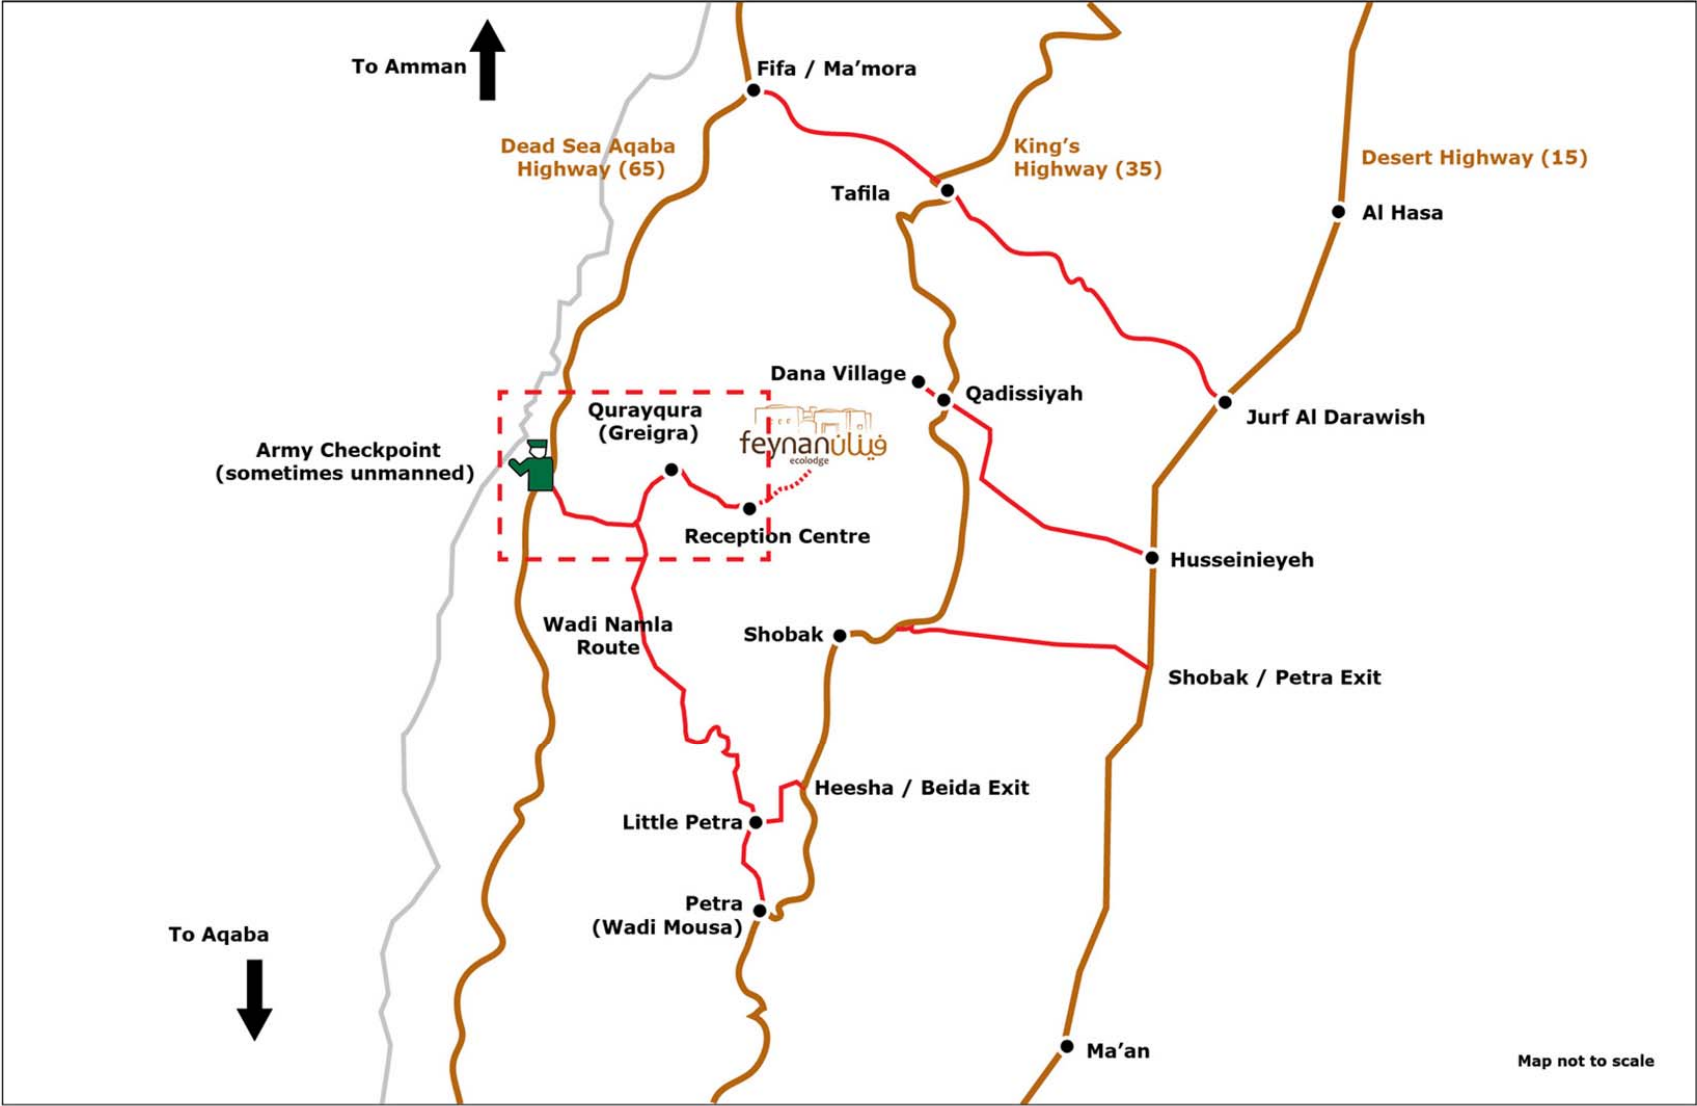 To Amman
Fifa / Ma’mora
Dead Sea Aqaba
Highway (65)
King’s
Highway (35)
Desert Highway (15)
Tafila
Al Hasa
Dana Village
Qadissiyah
Jurf Al Darawish
Qurayqura
(Greigra)
feynan فينان
ecolodge
Army Checkpoint
(sometimes unmanned)
Reception Centre
Husseinieyeh
Wadi Namla
Route
Shobak
Shobak / Petra Exit
Heesha / Beida Exit
Little Petra
Petra
(Wadi Mousa)
To Aqaba
Ma’an
Map not to scale